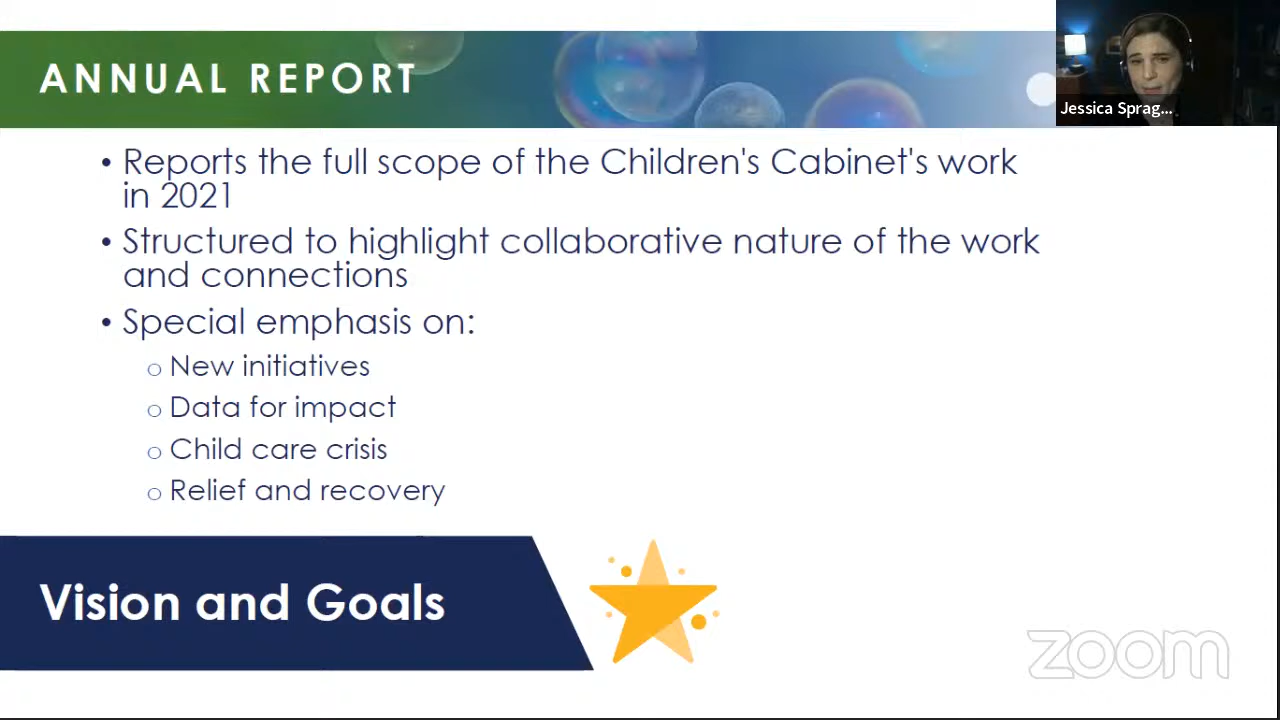 ANNUAL REPORT
Jessica Sprag...
• Reports the full scope of the Children's Cabinet's work
in 2021
• Structured to highlight collaborative nature of the work
and connections
• Special emphasis on:
o New initiatives
o Data for impact
o Child care crisis
o Relief and recovery
Vision and Goals
zoom